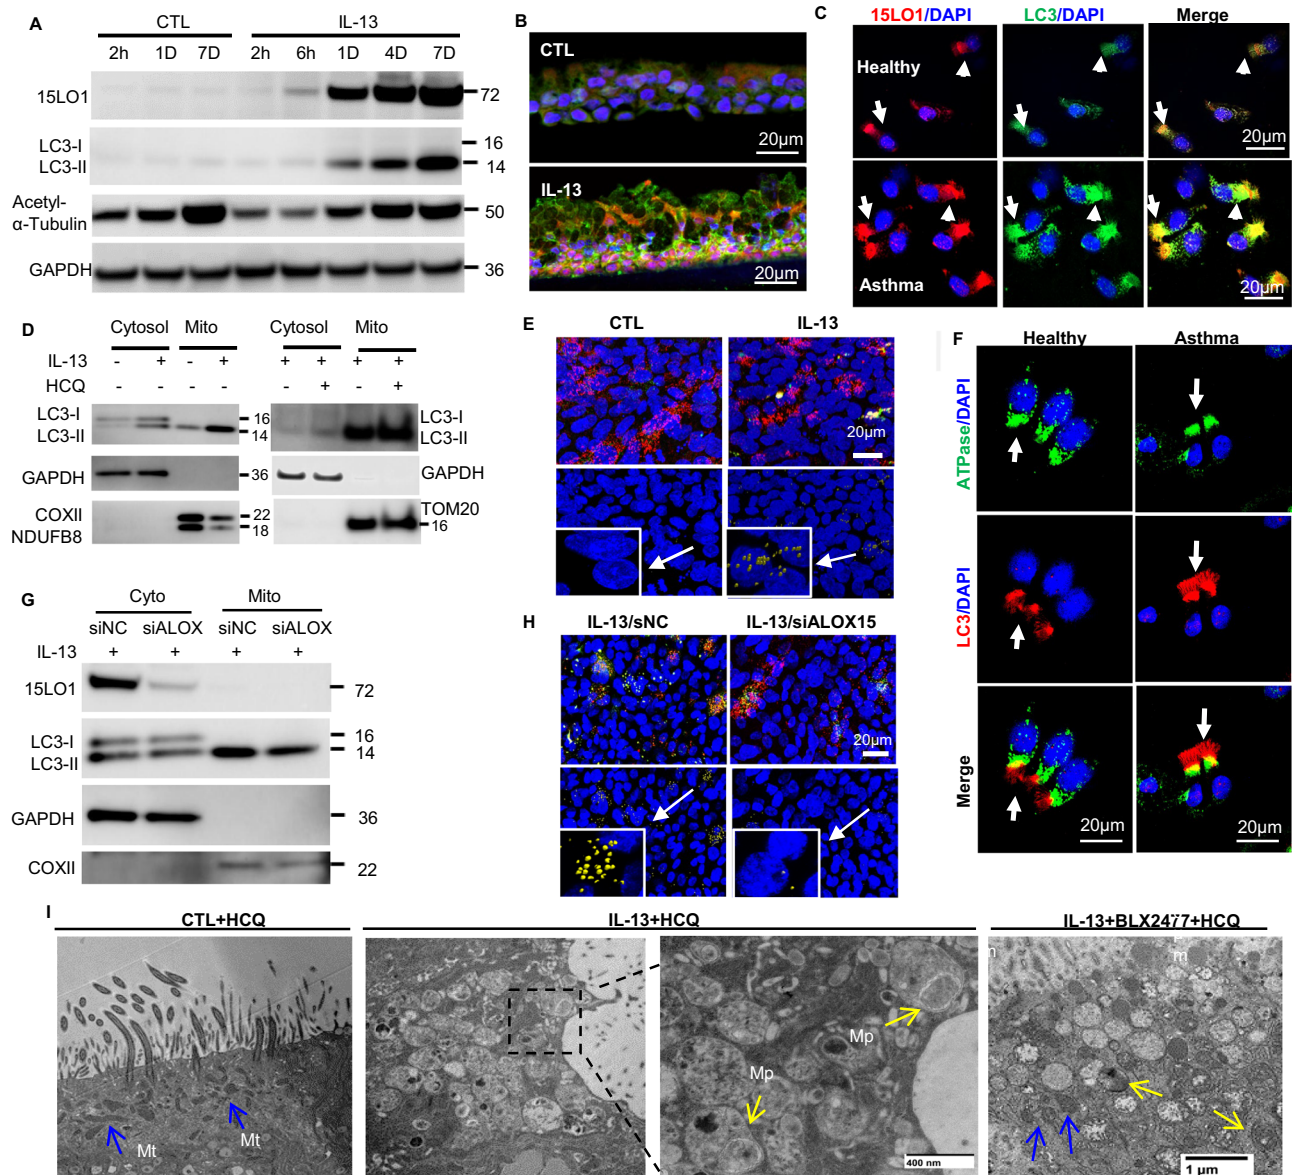 A
CTL IL-13
2h 1D 7D 2h 6h 1D 4D 7D
15LO1 72
LC3-I 16
LC3-II 14
Acetyl-
α-Tubulin 50
GAPDH 36
B
CTL
20µm
IL-13
20µm
C
15LO1/DAPI LC3/DAPI Merge
Healthy
20µm
Asthma
20µm
D
Cytosol Mito Cytosol Mito
IL-13 - + - + + + + +
HCQ - - - - - + - +
LC3-I 16 LC3-I
LC3-II 14 LC3-II
GAPDH 36 GAPDH
COXII 22 TOM20
NDUFB8 18 16
E
CTL IL-13
20µm
F
Healthy Asthma
ATPase/DAPI
LC3/DAPI
Merge
20µm 20µm
G
Cyto Mito
siNC siALOX siNC siALOX
IL-13 + + + +
15LO1 72
LC3-I 16
LC3-II 14
GAPDH 36
COXII 22
H
IL-13/sNC IL-13/siALOX15
20µm
I
CTL+HCQ IL-13+HCQ IL-13+BLX2477+HCQ
m
Mt Mt
Mp
Mp
400 nm
1 µm